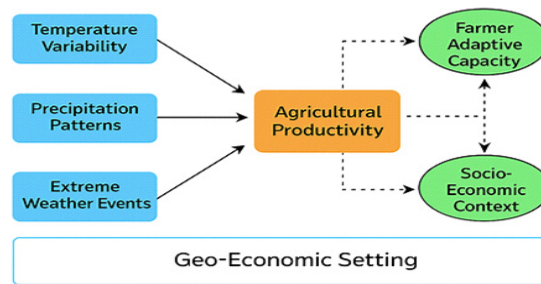 Temperature
Variability
Precipitation
Patterns
Extreme
Weather Events
Agricultural
Productivity
Farmer
Adaptive
Capacity
Socio-
Economic
Context
Geo-Economic Setting